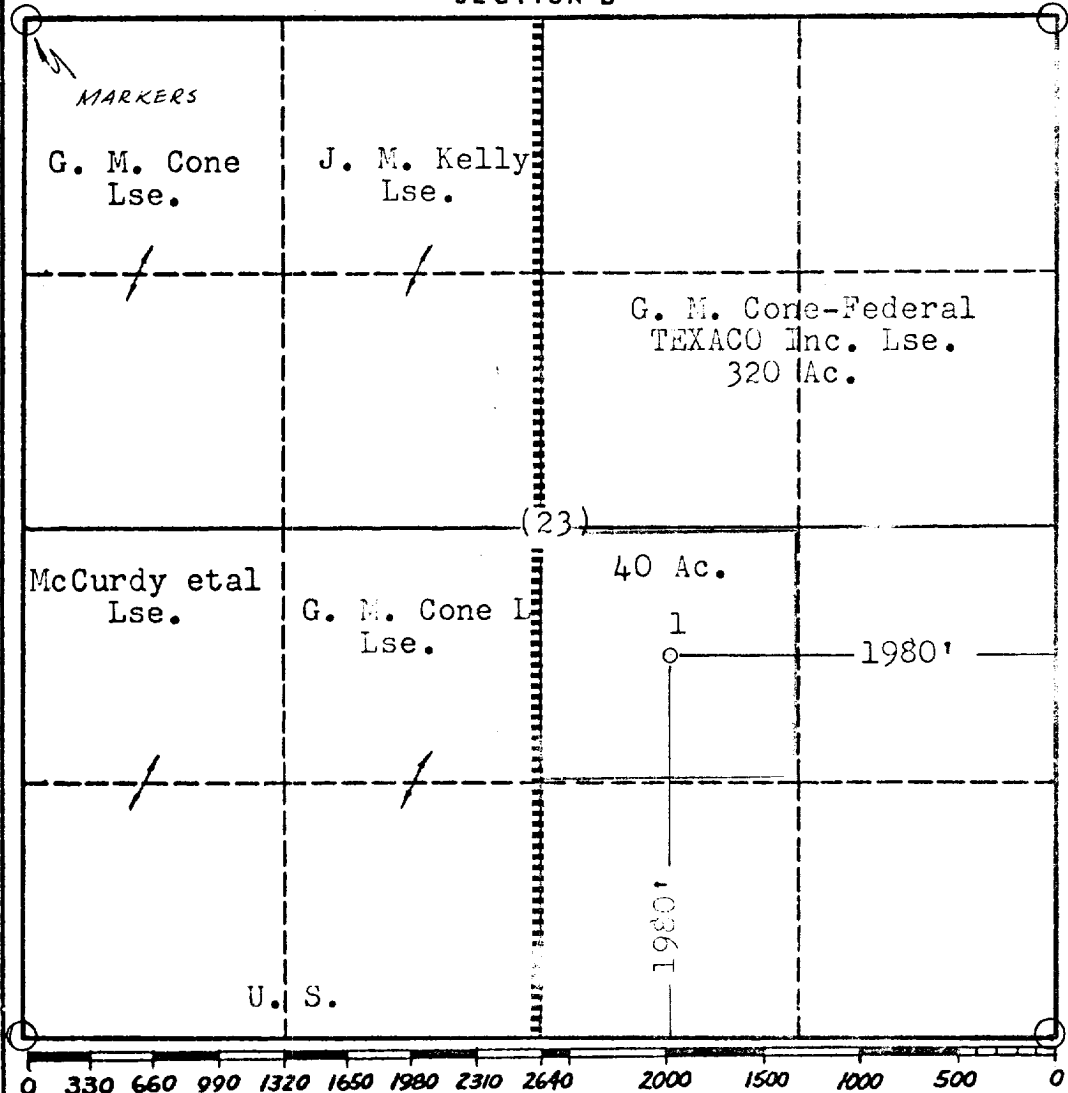 MARKERS
G. M. Cone
Lse.
J. M. Kelly
Lse.
G. M. Cone-Federal
TEXACO Inc. Lse.
320 Ac.
(23)
McCurdy etal
Lse.
G. M. Cone L
Lse.
40 Ac.
1
1980'
1980'
U. S.
0 330 660 990 1320 1650 1980 2310 2640 2000 1500 1000 500 0